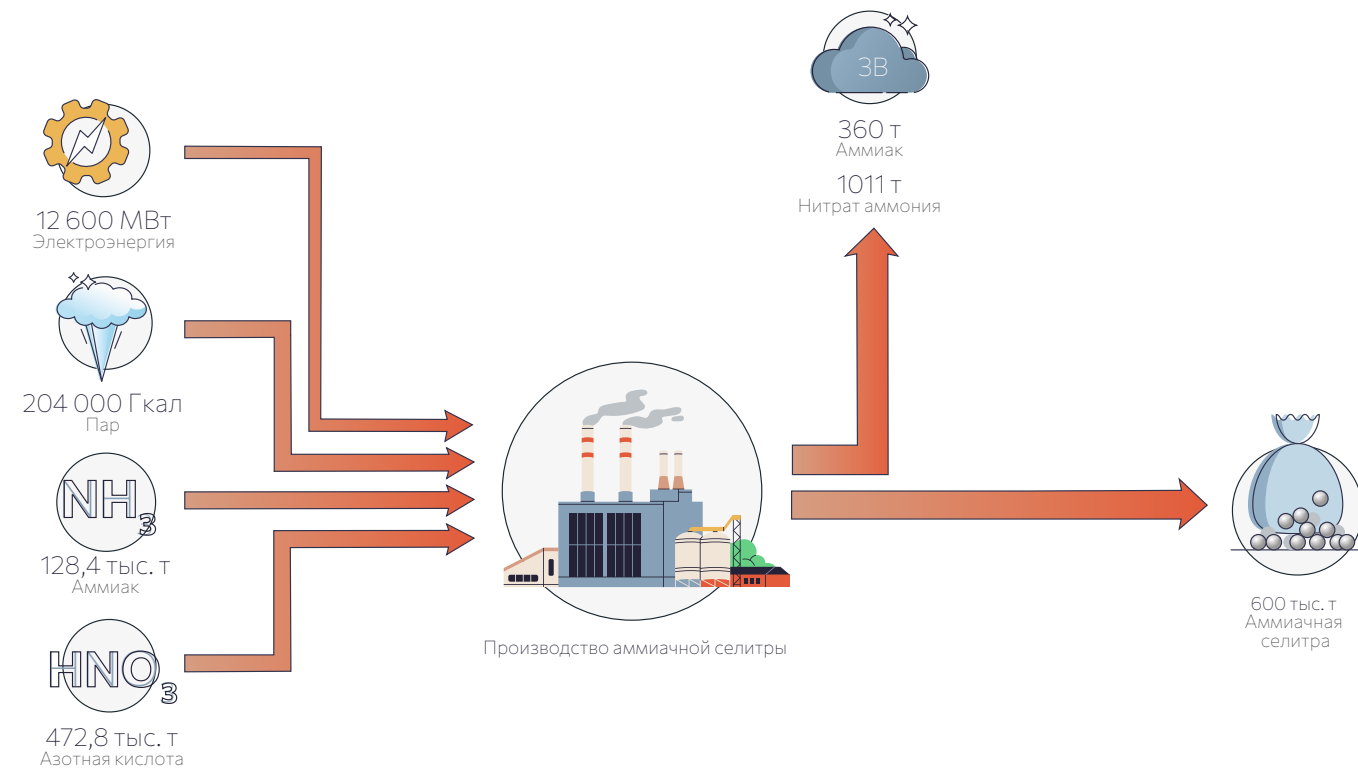 ЗВ
360 т
Аммиак
1011 т
Нитрат аммония
12 600 МВт
Электроэнергия
204 000 Гкал
Пар
NH3
128,4 тыс. т
Аммиак
HNO3
472,8 тыс. т
Азотная кислота
Производство аммиачной селитры
600 тыс. т
Аммиачная
селитра